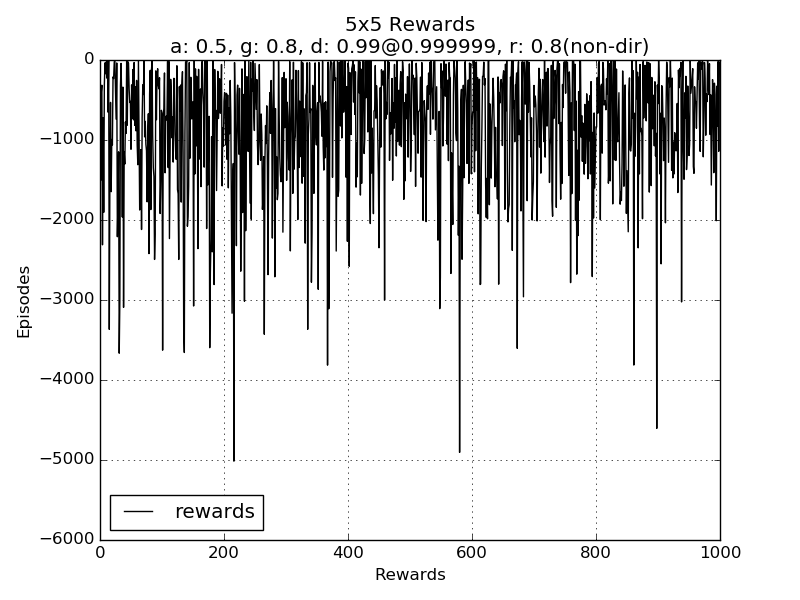 5x5 Rewards
a: 0.5, g: 0.8, d: 0.99@0.999999, r: 0.8(non-dir)
0
−1000
−2000
−3000
−4000
−5000
−6000
Episodes
rewards
0 200 400 600 800 1000
Rewards